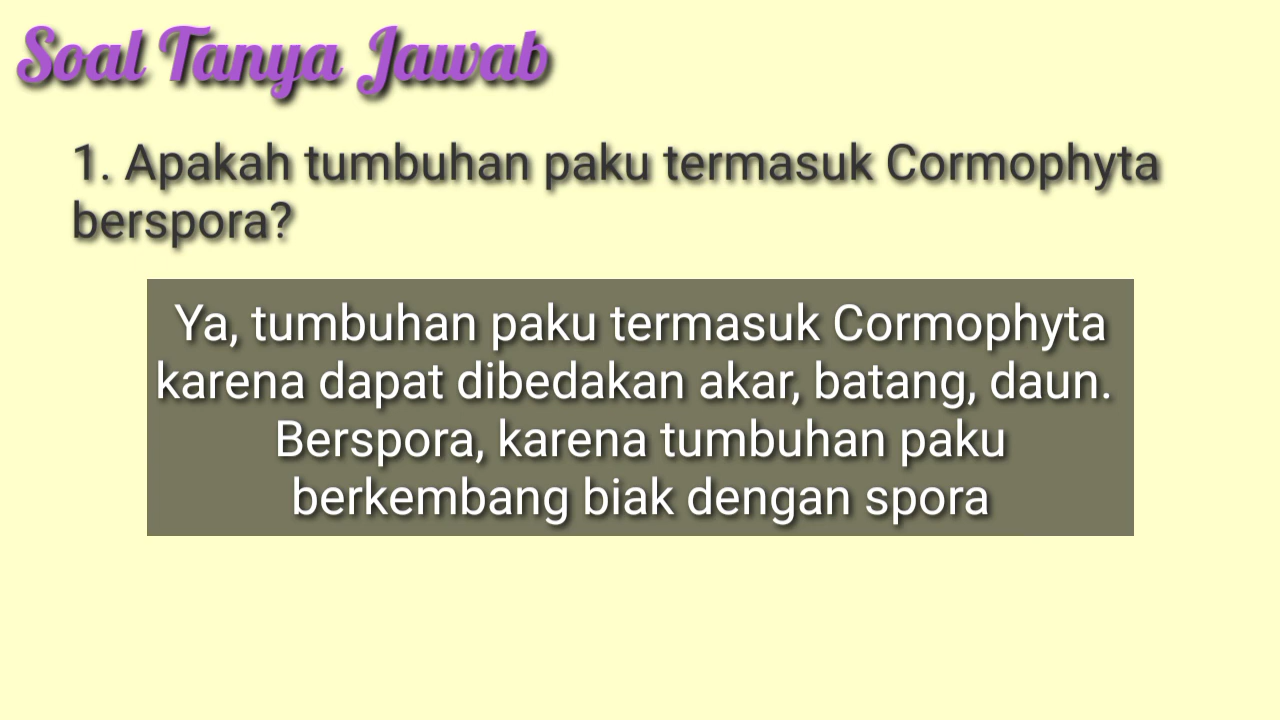 Soal Tanya Jawab
1. Apakah tumbuhan paku termasuk Cormophyta
berspora?
Ya, tumbuhan paku termasuk Cormophyta
karena dapat dibedakan akar, batang, daun.
Berspora, karena tumbuhan paku
berkembang biak dengan spora